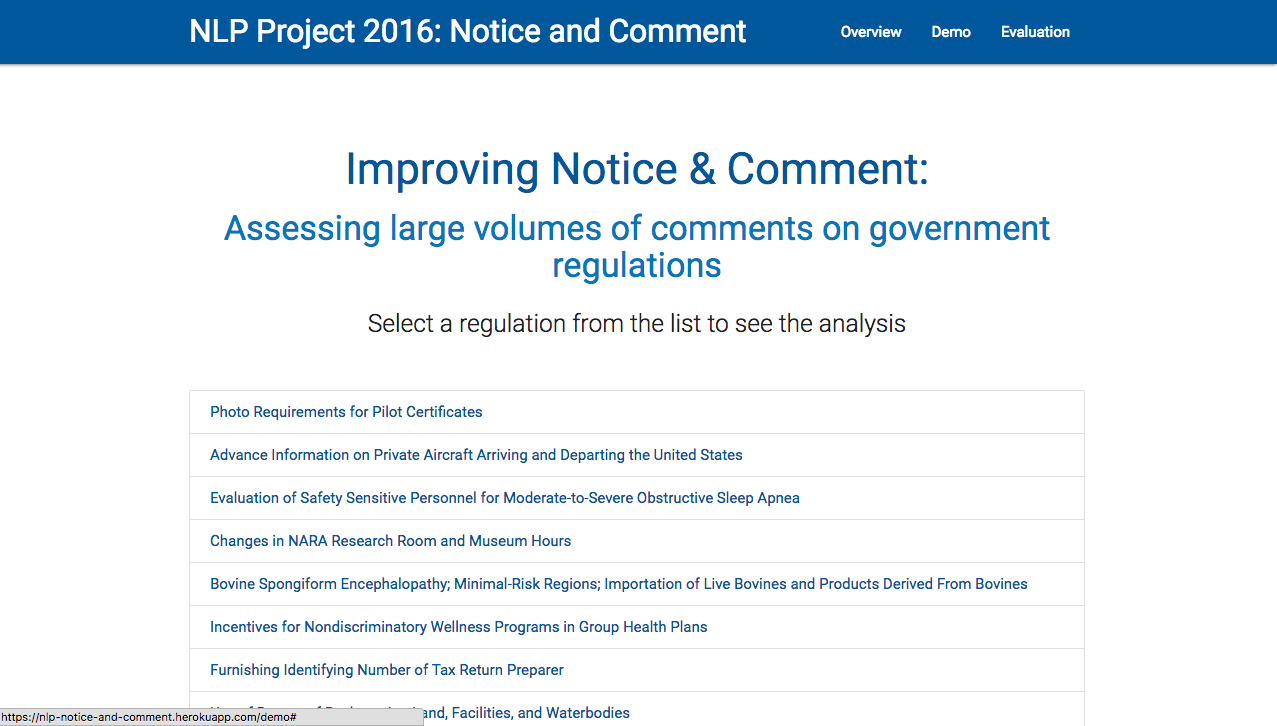 NLP Project 2016: Notice and Comment
Overview
Demo
Evaluation
Improving Notice & Comment:
Assessing large volumes of comments on government
regulations
Select a regulation from the list to see the analysis
Photo Requirements for Pilot Certificates
Advance Information on Private Aircraft Arriving and Departing the United States
Evaluation of Safety Sensitive Personnel for Moderate-to-Severe Obstructive Sleep Apnea
Changes in NARA Research Room and Museum Hours
Bovine Spongiform Encephalopathy; Minimal-Risk Regions; Importation of Live Bovines and Products Derived From Bovines
Incentives for Nondiscriminatory Wellness Programs in Group Health Plans
Furnishing Identifying Number of Tax Return Preparer
Facilities, and Waterbodies
https://nlp-notice-and-comment.herokuapp.com/demo#